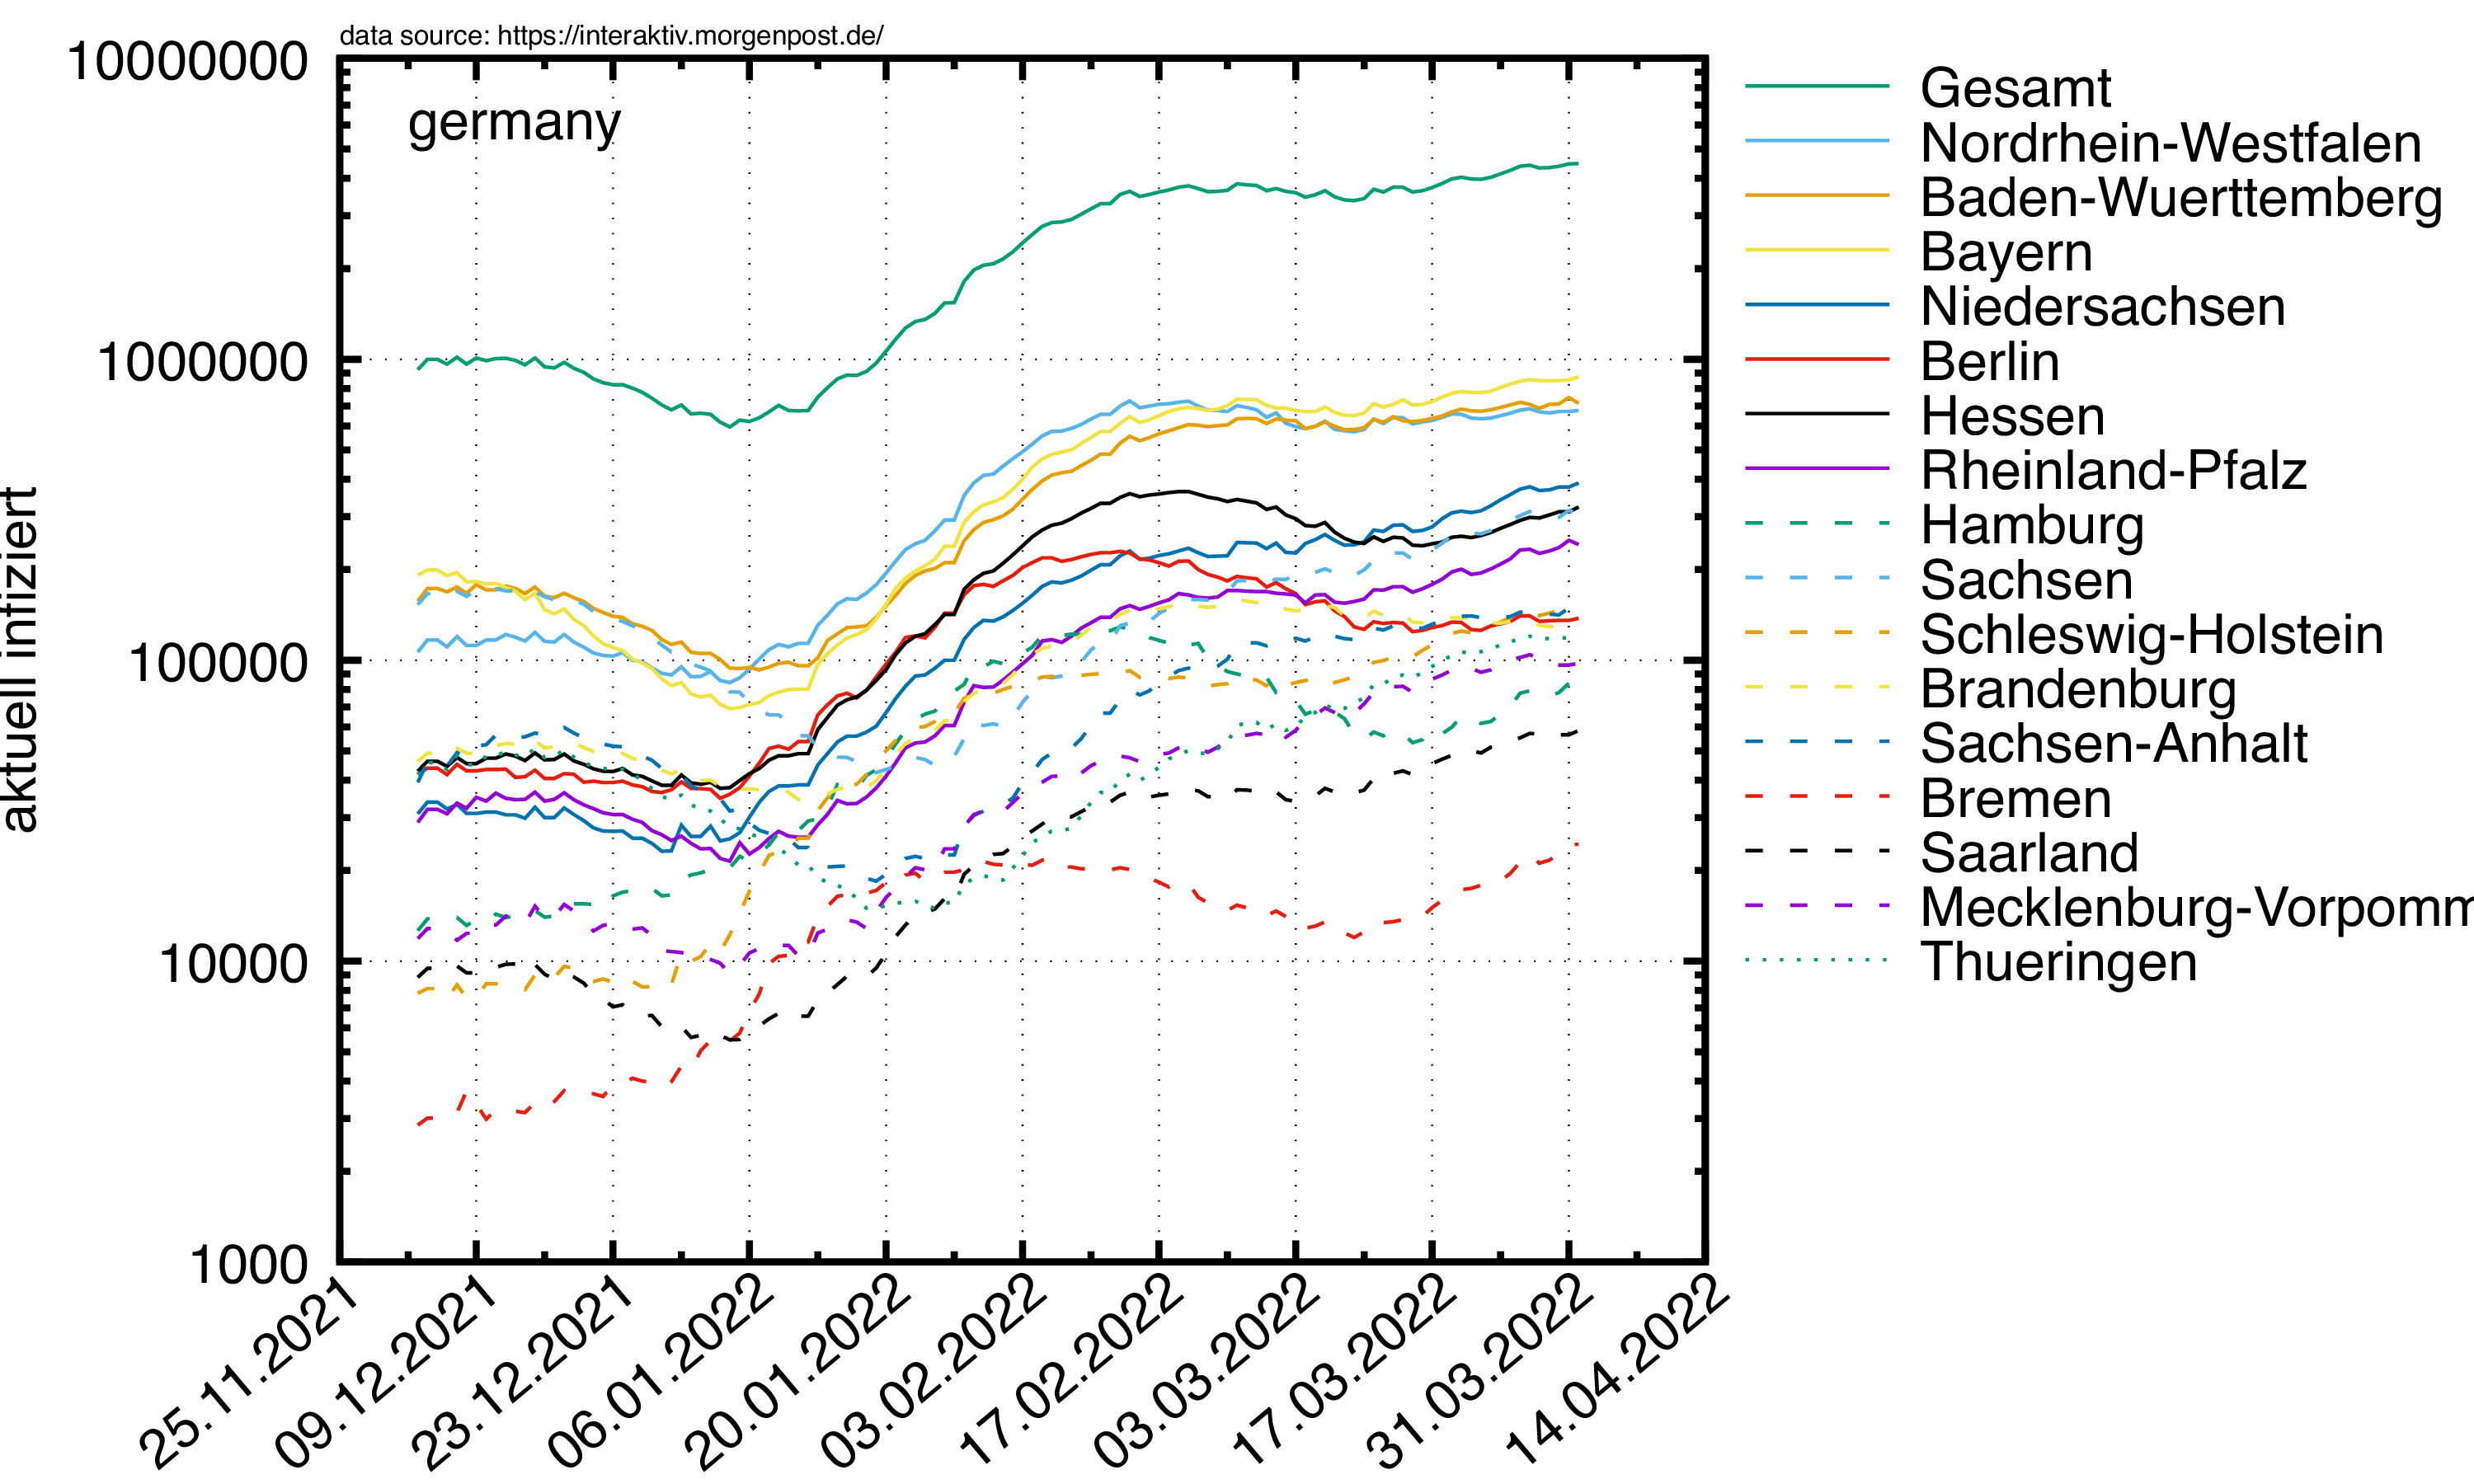 data source: https://interaktiv.morgenpost.de/
germany
aktuell infiziert
10000000
1000000
100000
10000
1000
25.11.2021
09.12.2021
23.12.2021
06.01.2022
20.01.2022
03.02.2022
17.02.2022
03.03.2022
17.03.2022
31.03.2022
14.04.2022
Gesamt
Nordrhein-Westfalen
Baden-Wuerttemberg
Bayern
Niedersachsen
Berlin
Hessen
Rheinland-Pfalz
Hamburg
Sachsen
Schleswig-Holstein
Brandenburg
Sachsen-Anhalt
Bremen
Saarland
Mecklenburg-Vorpomm
Thueringen